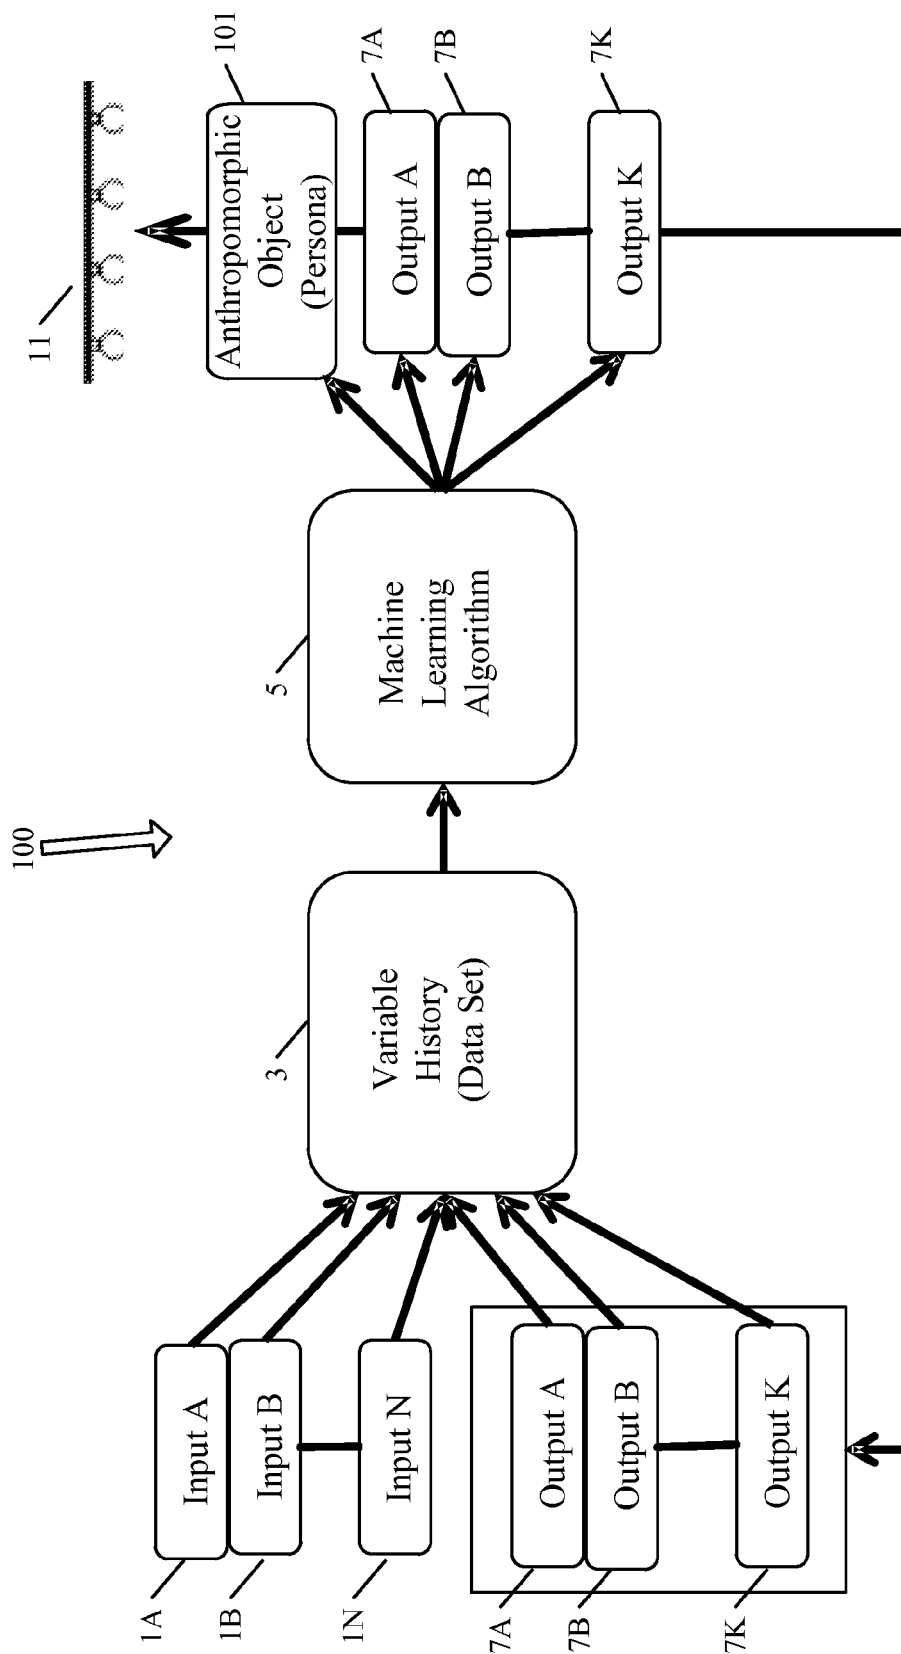 100
1A
Input A
1B
Input B
1N
Input N
7A
Output A
7B
Output B
7K
Output K
3
Variable
History
(Data Set)
5
Machine
Learning
Algorithm
11
101
Anthropomorphic
Object
(Persona)
7A
Output A
7B
Output B
7K
Output K